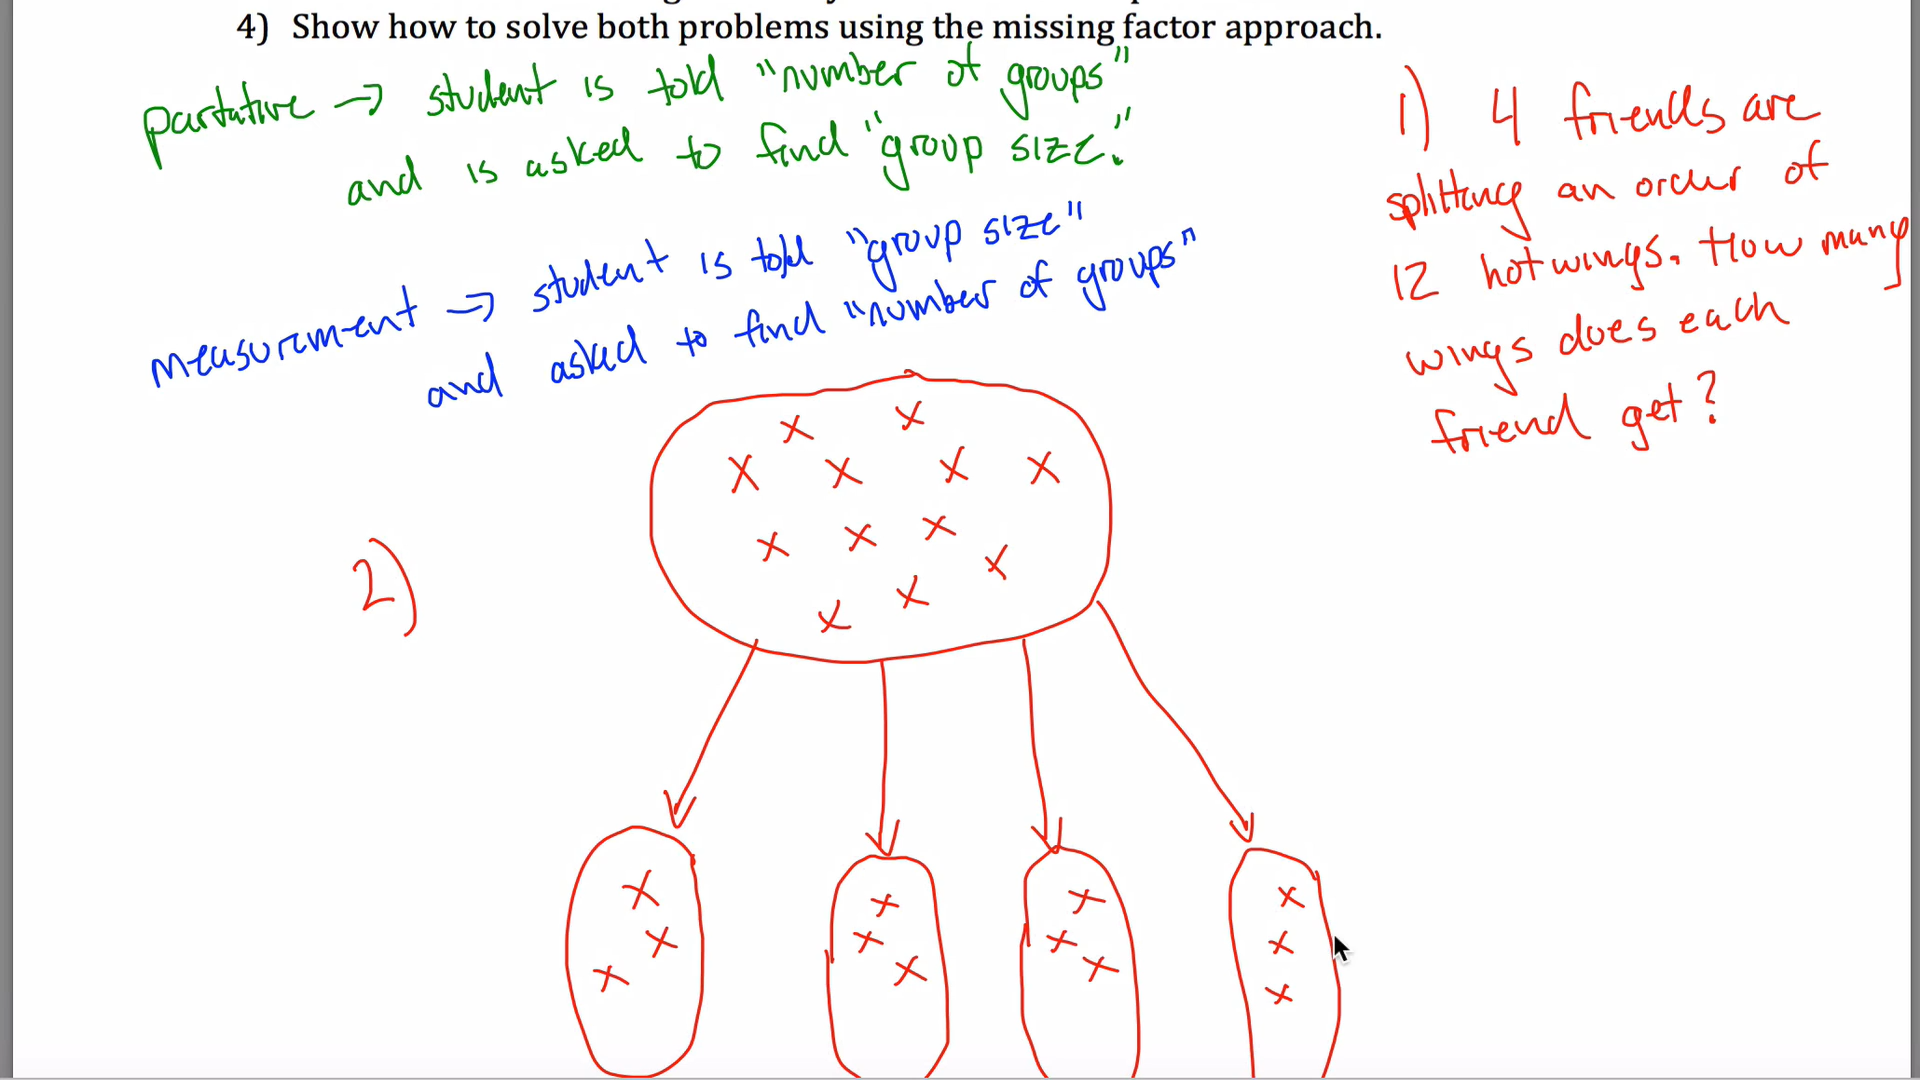 4) Show how to solve both problems using the missing factor approach.
partative → student is told "number of groups"
and is asked to find "group size."
measurement → student is told "group size"
and asked to find "number of groups"
1) 4 friends are
splitting an order of
12 hotwings. How many
wings does each
friend get?
2)